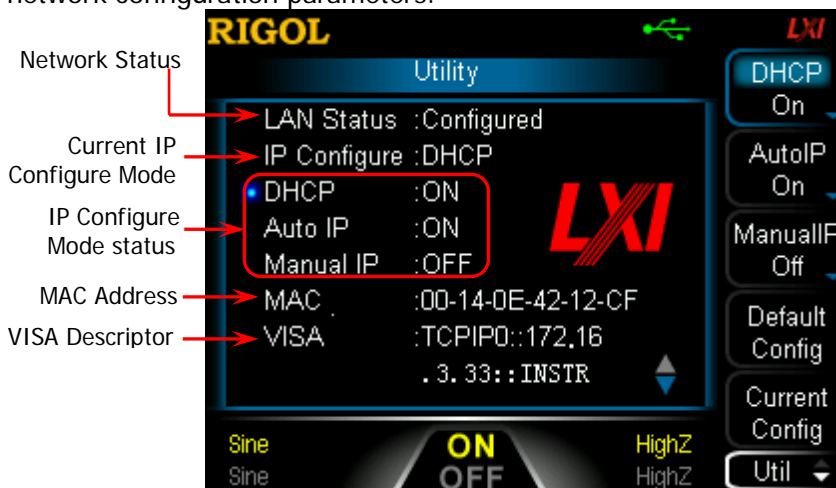 network configuration parameters.
RIGOL
LXI
Utility
Network Status
LAN Status :Configured
Current IP Configure Mode
IP Configure :DHCP
IP Configure Mode status
DHCP :ON
Auto IP :ON
Manual IP :OFF
LXI
MAC Address
MAC :00-14-0E-42-12-CF
VISA Descriptor
VISA :TCPIP0::172.16
.3.33::INSTR
DHCP
On
AutoIP
On
ManualIP
Off
Default
Config
Current
Config
Util
Sine
ON
HighZ
Sine
OFF
HighZ